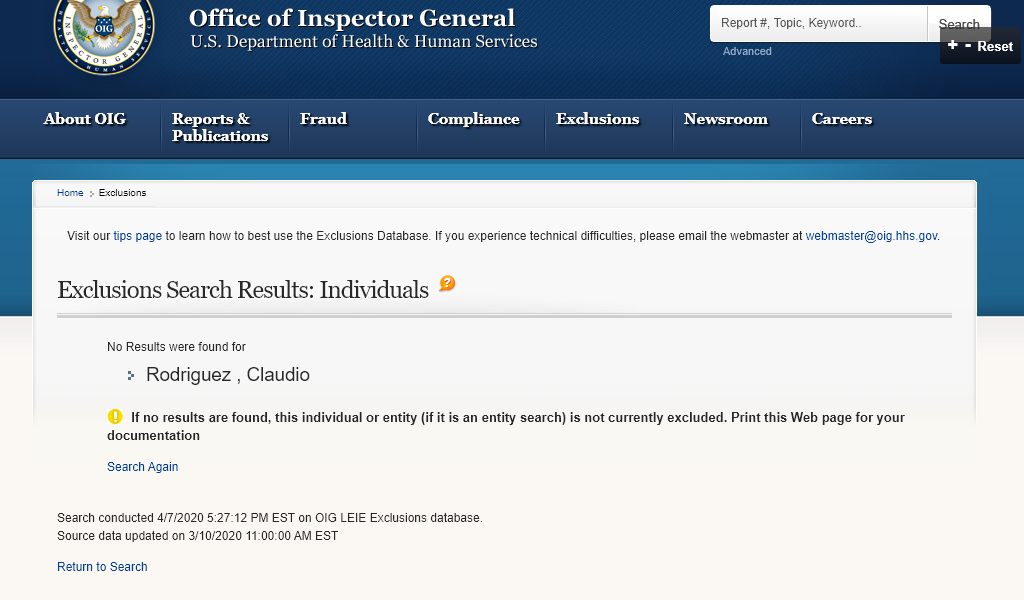 OIG
INSPECTOR GENERAL
Office of Inspector General
U.S. Department of Health & Human Services
Report #, Topic, Keyword..
Search
Advanced
+ - Reset
About OIG
Reports &
Publications
Fraud
Compliance
Exclusions
Newsroom
Careers
Home Exclusions
Visit our tips page to learn how to best use the Exclusions Database. If you experience technical difficulties, please email the webmaster at webmaster@oig.hhs.gov.
Exclusions Search Results: Individuals
No Results were found for
Rodriguez , Claudio
If no results are found, this individual or entity (if it is an entity search) is not currently excluded. Print this Web page for your
documentation
Search Again
Search conducted 4/7/2020 5:27:12 PM EST on OIG LEIE Exclusions database.
Source data updated on 3/10/2020 11:00:00 AM EST
Return to Search